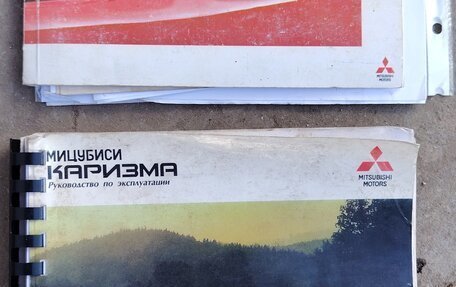 MITSUBISHI
MOTORS
МИЦУБИСИ
КАРИЗМА
Руководство по эксплуатации
MITSUBISHI
MOTORS